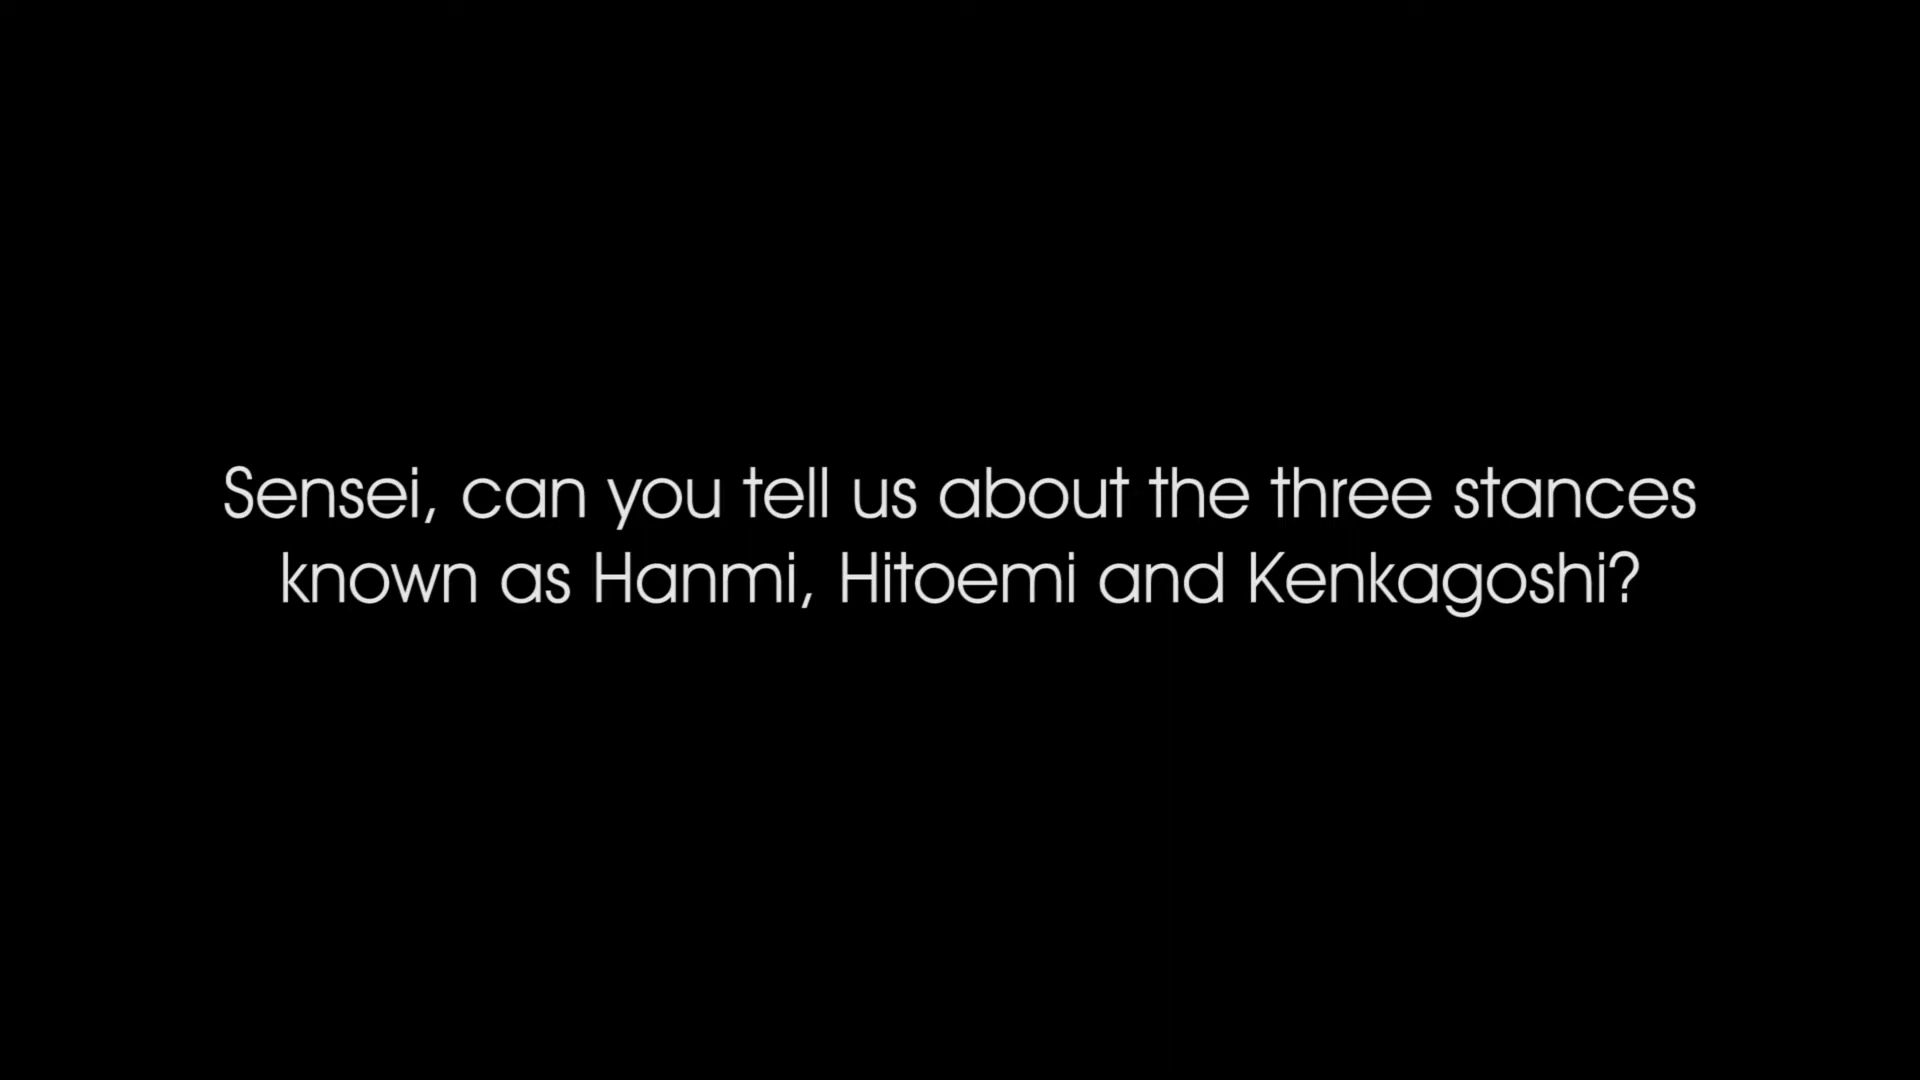 Sensei, can you tell us about the three stances
known as Hanmi, Hitoemi and Kenkagoshi?